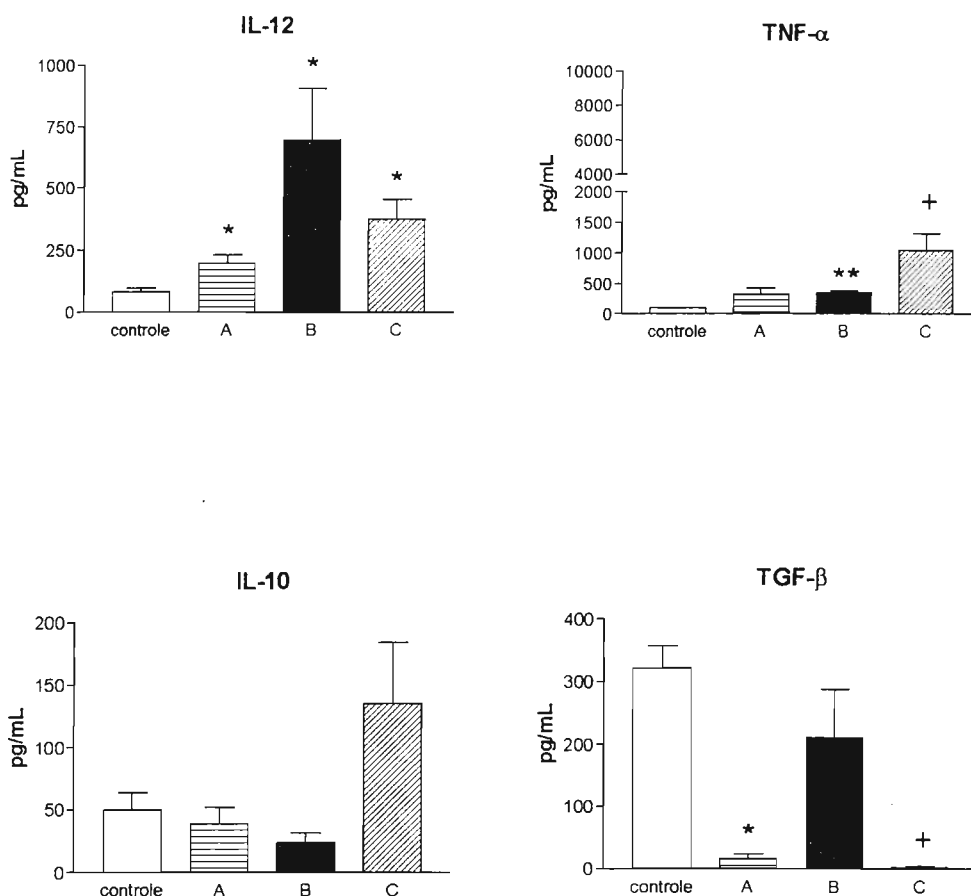 IL-12
1000
750
500
250
0
pg/mL
*
*
*
controle A B C
TNF-α
10000
8000
6000
4000
2000
1500
1000
500
0
pg/mL
**
+
controle A B C
IL-10
200
150
100
50
0
pg/mL
controle A B C
TGF-β
400
300
200
100
0
pg/mL
*
+
controle A B C